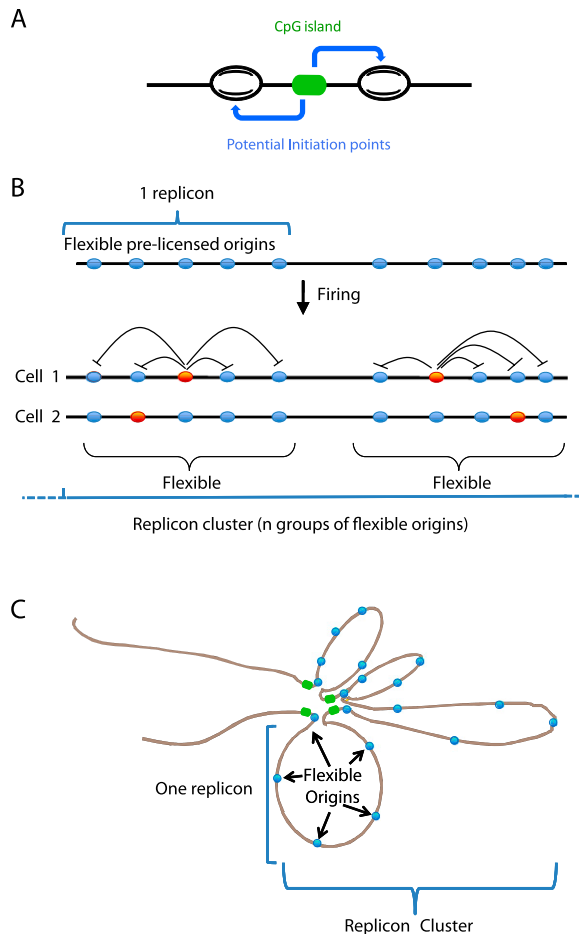 A
CpG island
Potential Initiation points
B
1 replicon
Flexible pre-licensed origins
Firing
Cell 1
Cell 2
Flexible
Flexible
Replicon cluster (n groups of flexible origins)
C
Flexible
Origins
One replicon
Replicon Cluster